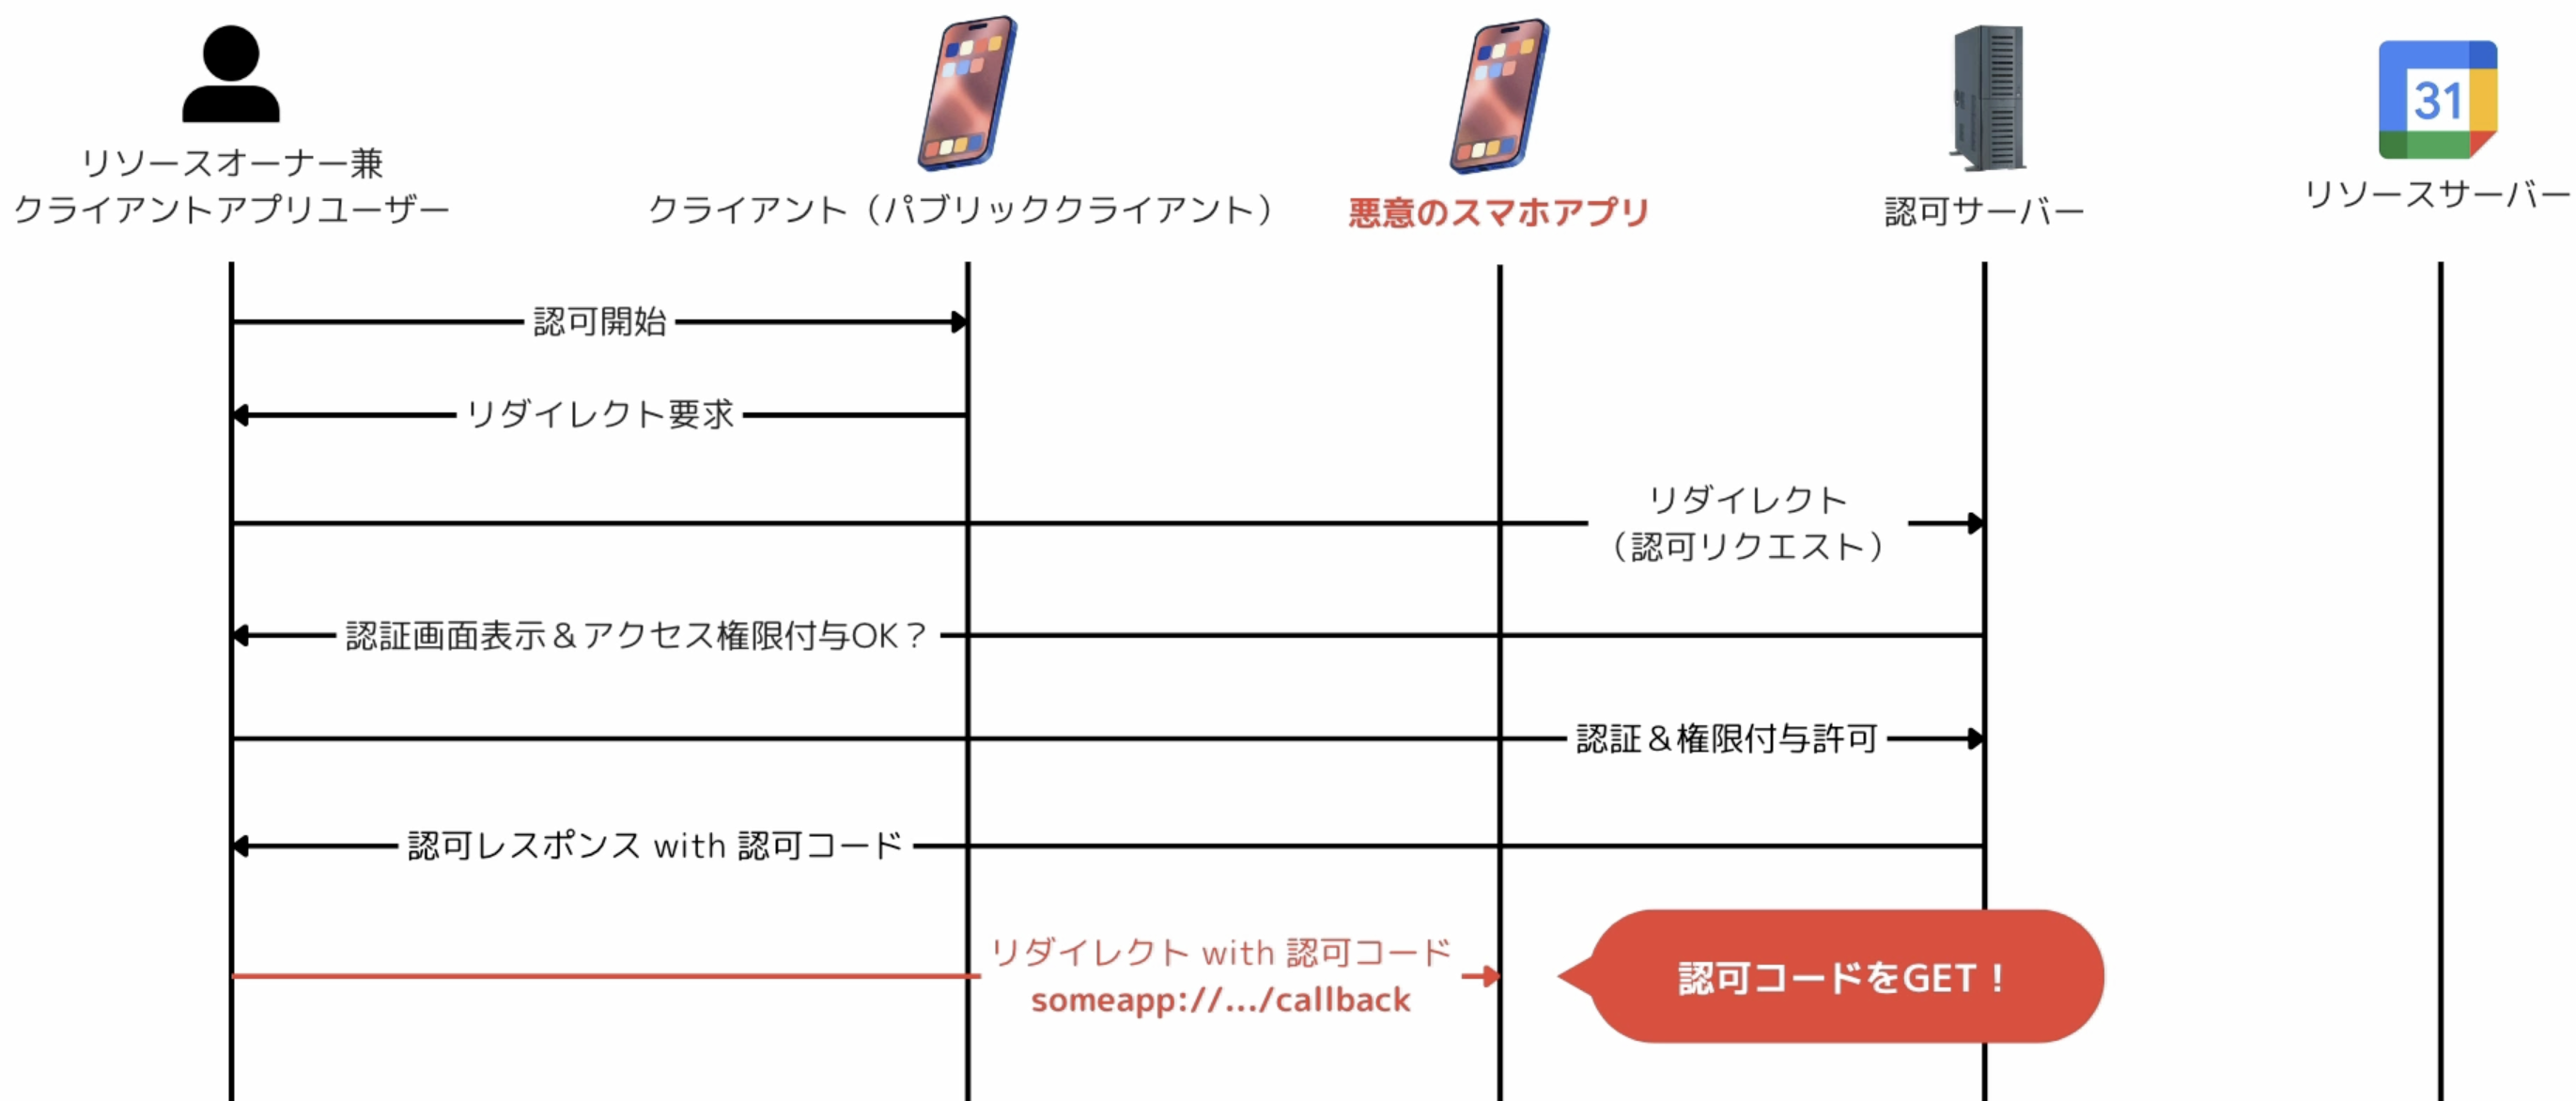 リソースオーナー兼
クライアントアプリユーザー
クライアント（パブリッククライアント）
悪意のスマホアプリ
認可サーバー
31
リソースサーバー
認可開始
リダイレクト要求
リダイレクト
（認可リクエスト）
認証画面表示＆アクセス権限付与OK？
認証＆権限付与許可
認可レスポンス with 認可コード
リダイレクト with 認可コード
someapp://.../callback
認可コードをGET！